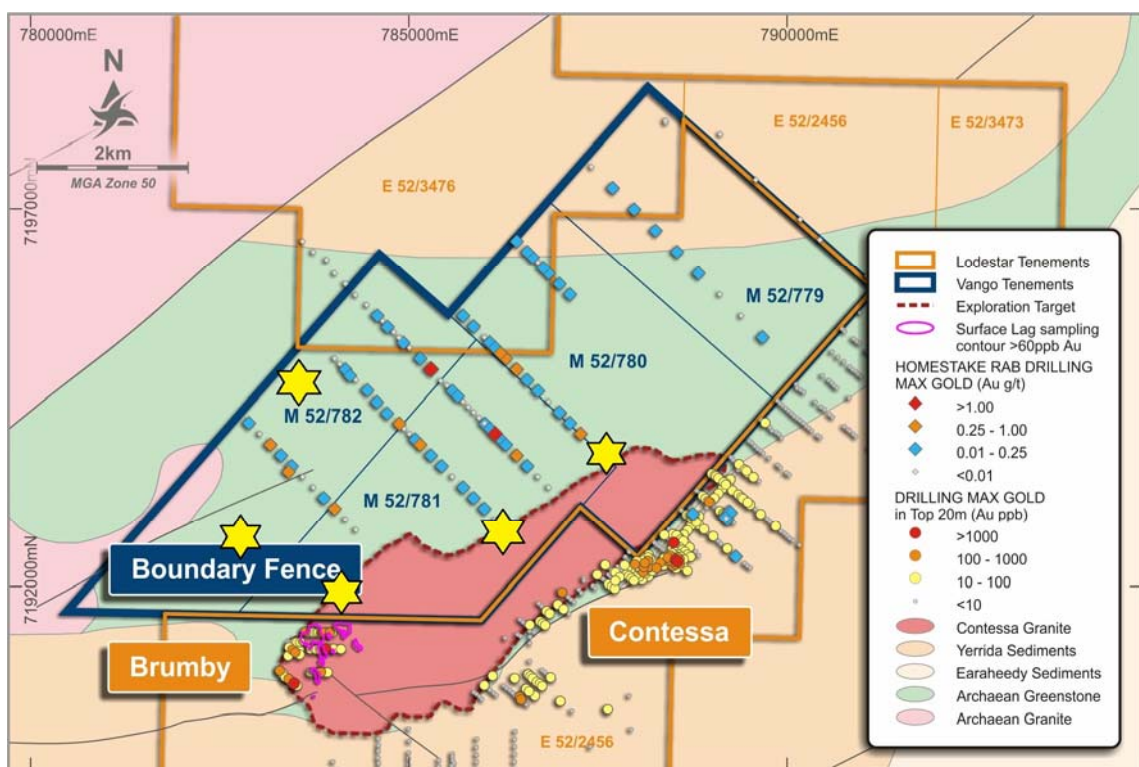 780000mE
785000mE
790000mE
N
2km
MGA Zone 50
7197000mN
7192000mN
E 52/3476
E 52/2456
E 52/3473
M 52/779
M 52/780
M 52/782
M 52/781
Boundary Fence
Brumby
Contessa
E 52/2456
Lodestar Tenements
Vango Tenements
Exploration Target
Surface Lag sampling
contour >60ppb Au
HOMESTAKE RAB DRILLING
MAX GOLD (Au g/t)
>1.00
0.25 - 1.00
0.01 - 0.25
<0.01
DRILLING MAX GOLD
in Top 20m (Au ppb)
>1000
100 - 1000
10 - 100
<10
Contessa Granite
Yerrida Sediments
Earaheedy Sediments
Archaean Greenstone
Archaean Granite